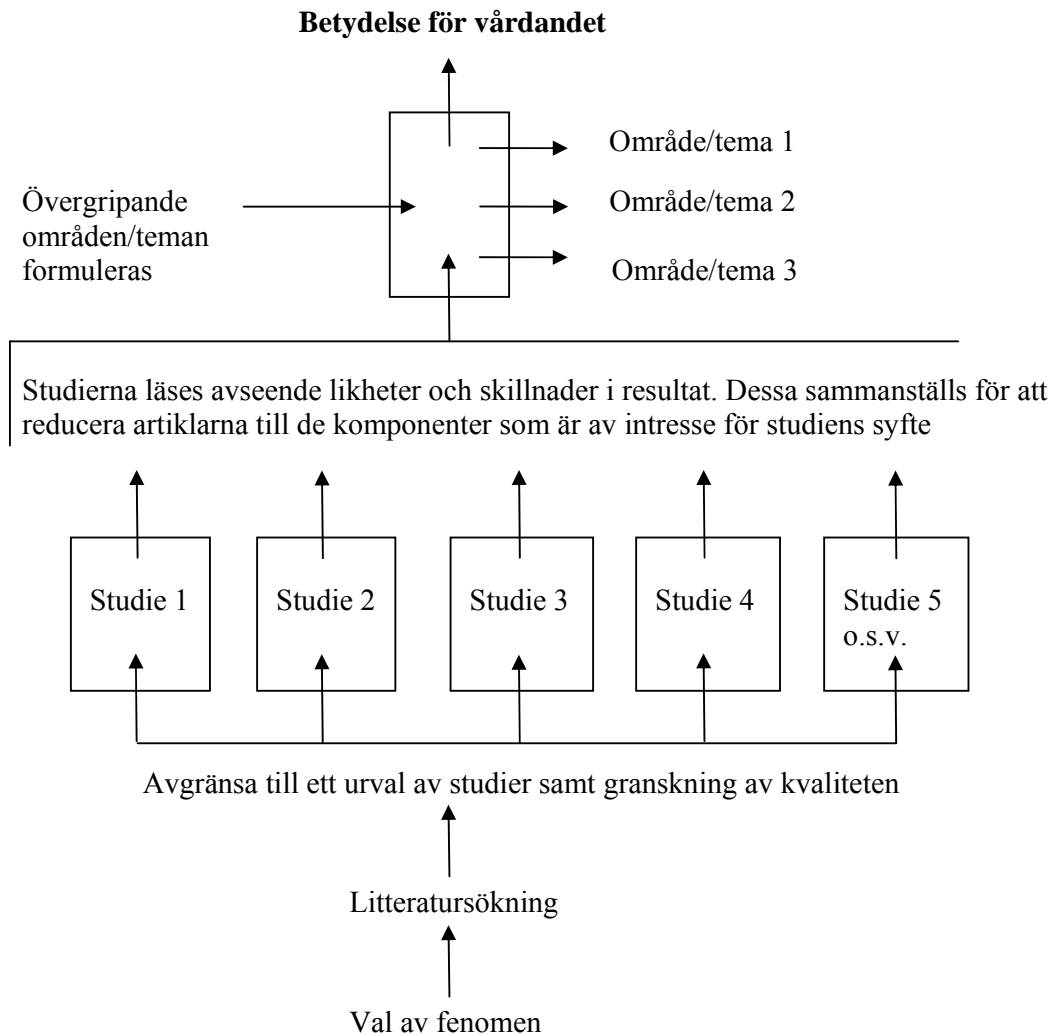 Betydelse för vårdandet
Område/tema 1
Övergripande
områden/teman
formuleras
Område/tema 2
Område/tema 3
Studierna läses avseende likheter och skillnader i resultat. Dessa sammanställs för att
reducera artiklarna till de komponenter som är av intresse för studiens syfte
Studie 1
Studie 2
Studie 3
Studie 4
Studie 5
o.s.v.
Avgränsa till ett urval av studier samt granskning av kvaliteten
Litteratursökning
Val av fenomen